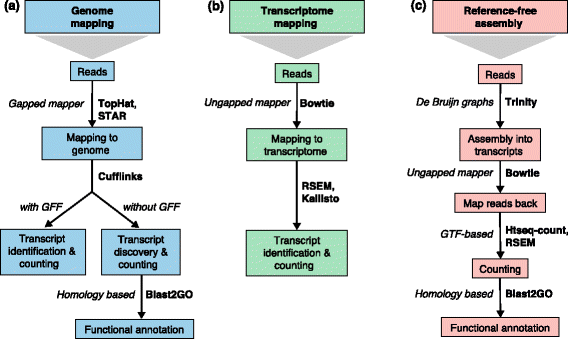 (a)
Genome
mapping
Reads
Gapped mapper
TopHat,
STAR
Mapping to
genome
Cufflinks
with GFF
without GFF
Transcript
identification &
counting
Transcript
discovery &
counting
Homology based
Blast2GO
Functional annotation
(b)
Transcriptome
mapping
Reads
Ungapped mapper
Bowtie
Mapping to
transcriptome
RSEM,
Kallisto
Transcript
identification &
counting
(c)
Reference-free
assembly
Reads
De Bruijn graphs
Trinity
Assembly into
transcripts
Ungapped mapper
Bowtie
Map reads back
GTF-based
Htseq-count,
RSEM
Counting
Homology based
Blast2GO
Functional annotation